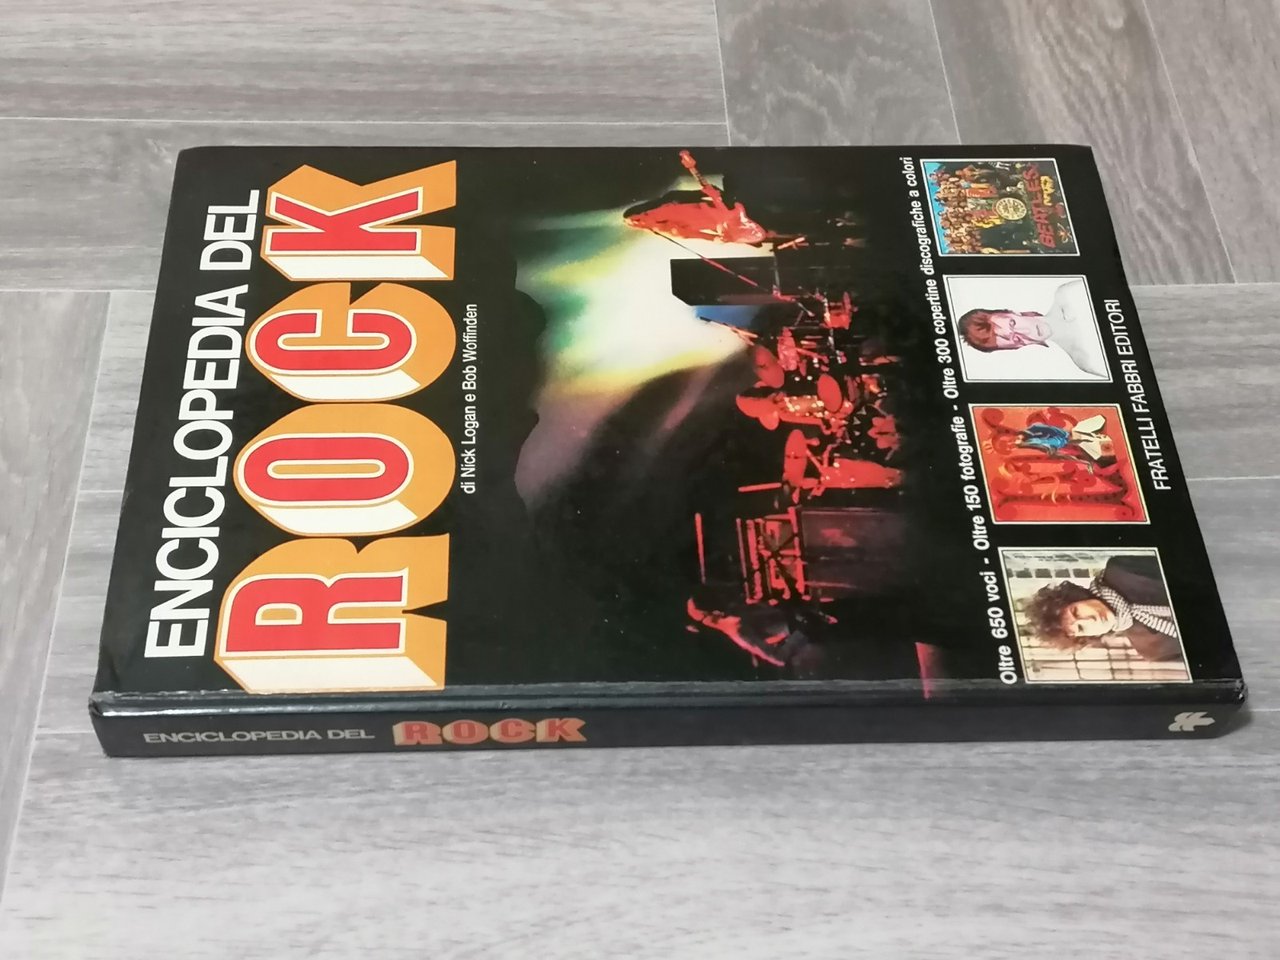 ENCICLOPEDIA DEL
ROCK
di Nick Logan e Bob Woffinden
Oltre 650 voci - Oltre 150 fotografie - Oltre 300 copertine discografiche a colori
BEATLES
FRATELLI FABBRI EDITORI
ENCICLOPEDIA DEL ROCK